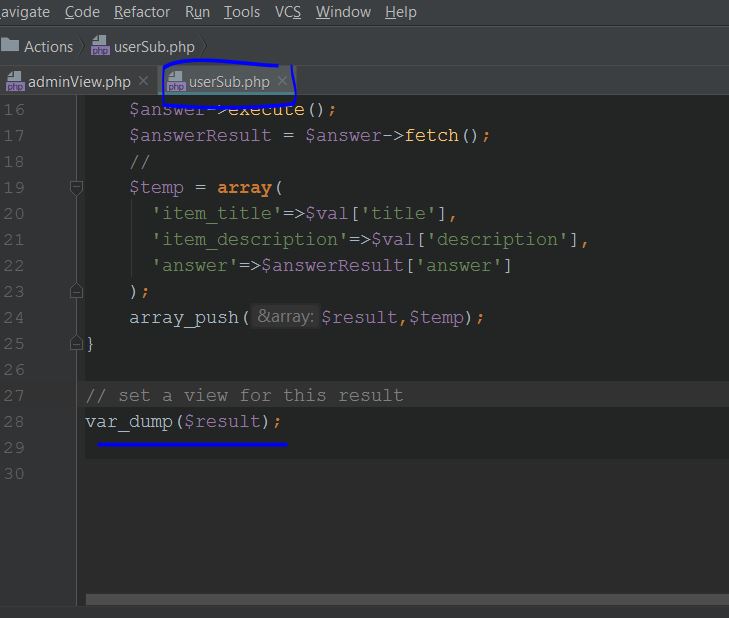 avigate Code Refactor Run Tools VCS Window Help
Actions userSub.php
adminView.php userSub.php
16 $answer->execute();
17 $answerResult = $answer->fetch();
18 //
19 $temp = array(
20 'item_title'=>$val['title'],
21 'item_description'=>$val['description'],
22 'answer'=>$answerResult['answer']
23 );
24 array_push( &array: $result,$temp);
25 }
26
27 // set a view for this result
28 var_dump($result);
29
30